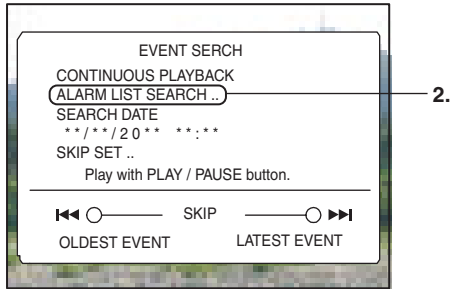 EVENT SERCH
CONTINUOUS PLAYBACK
ALARM LIST SEARCH ..
2.
SEARCH DATE
**/**/20** **:**
SKIP SET ..
Play with PLAY / PAUSE button.
SKIP
OLDEST EVENT LATEST EVENT